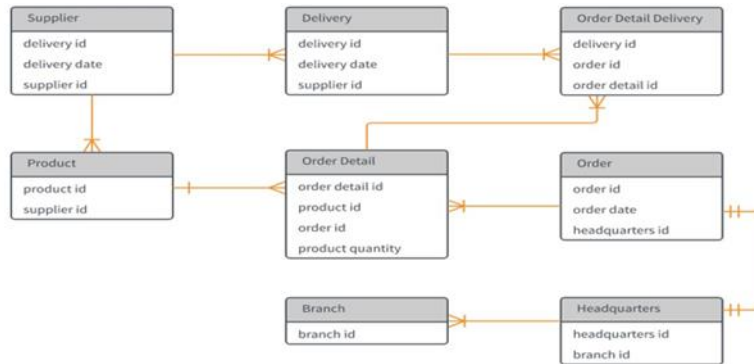 Supplier
delivery id
delivery date
supplier id
Delivery
delivery id
delivery date
supplier id
Order Detail Delivery
delivery id
order id
order detail id
Product
product id
supplier id
Order Detail
order detail id
product id
order id
product quantity
Order
order id
order date
headquarters id
Branch
branch id
Headquarters
headquarters id
branch id